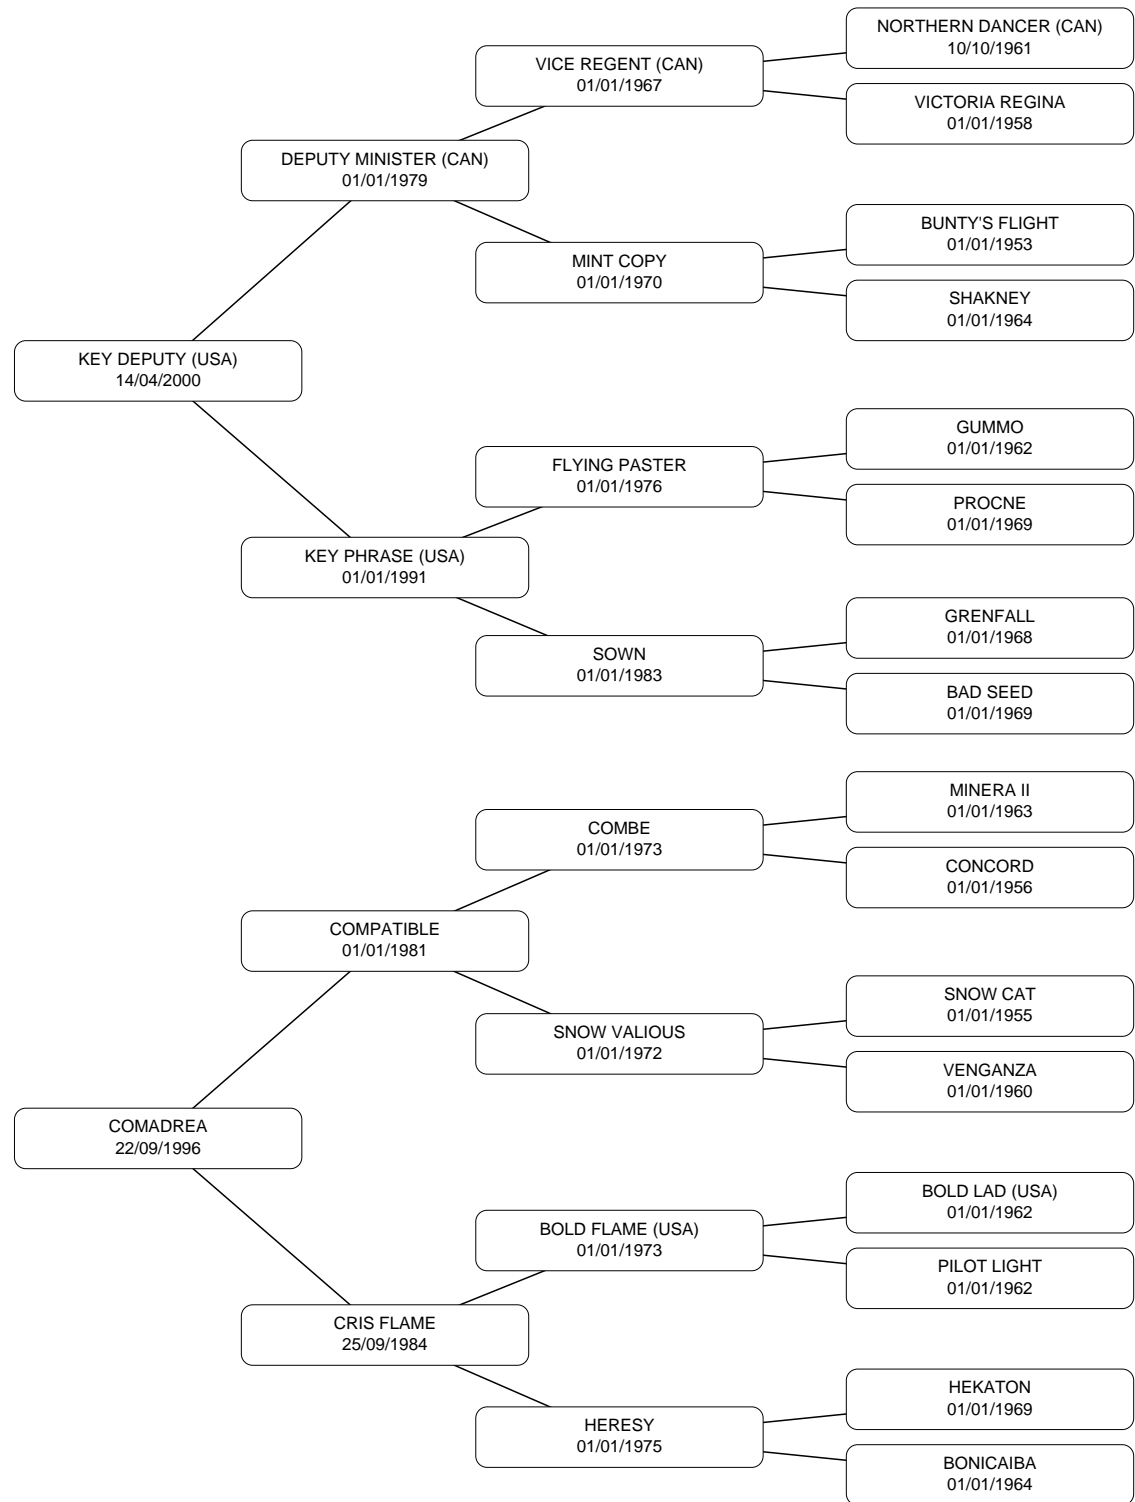 NORTHERN DANCER (CAN)
10/10/1961
VICE REGENT (CAN)
01/01/1967
VICTORIA REGINA
01/01/1958
DEPUTY MINISTER (CAN)
01/01/1979
BUNTY'S FLIGHT
01/01/1953
MINT COPY
01/01/1970
SHAKNEY
01/01/1964
KEY DEPUTY (USA)
14/04/2000
GUMMO
01/01/1962
FLYING PASTER
01/01/1976
PROCNE
01/01/1969
KEY PHRASE (USA)
01/01/1991
GRENFALL
01/01/1968
SOWN
01/01/1983
BAD SEED
01/01/1969
MINERA II
01/01/1963
COMBE
01/01/1973
CONCORD
01/01/1956
COMPATIBLE
01/01/1981
SNOW CAT
01/01/1955
SNOW VALIOUS
01/01/1972
VENGANZA
01/01/1960
COMADREA
22/09/1996
BOLD LAD (USA)
01/01/1962
BOLD FLAME (USA)
01/01/1973
PILOT LIGHT
01/01/1962
CRIS FLAME
25/09/1984
HEKATON
01/01/1969
HERESY
01/01/1975
BONICAIBA
01/01/1964